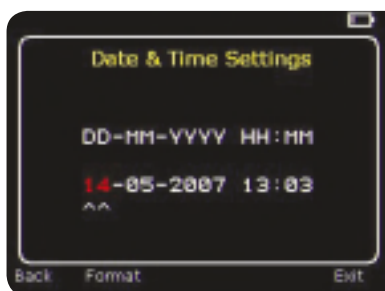 Date & Time Settings
DD-MM-YYYY HH:MM
14-05-2007 13:03
^^
Back Format Exit